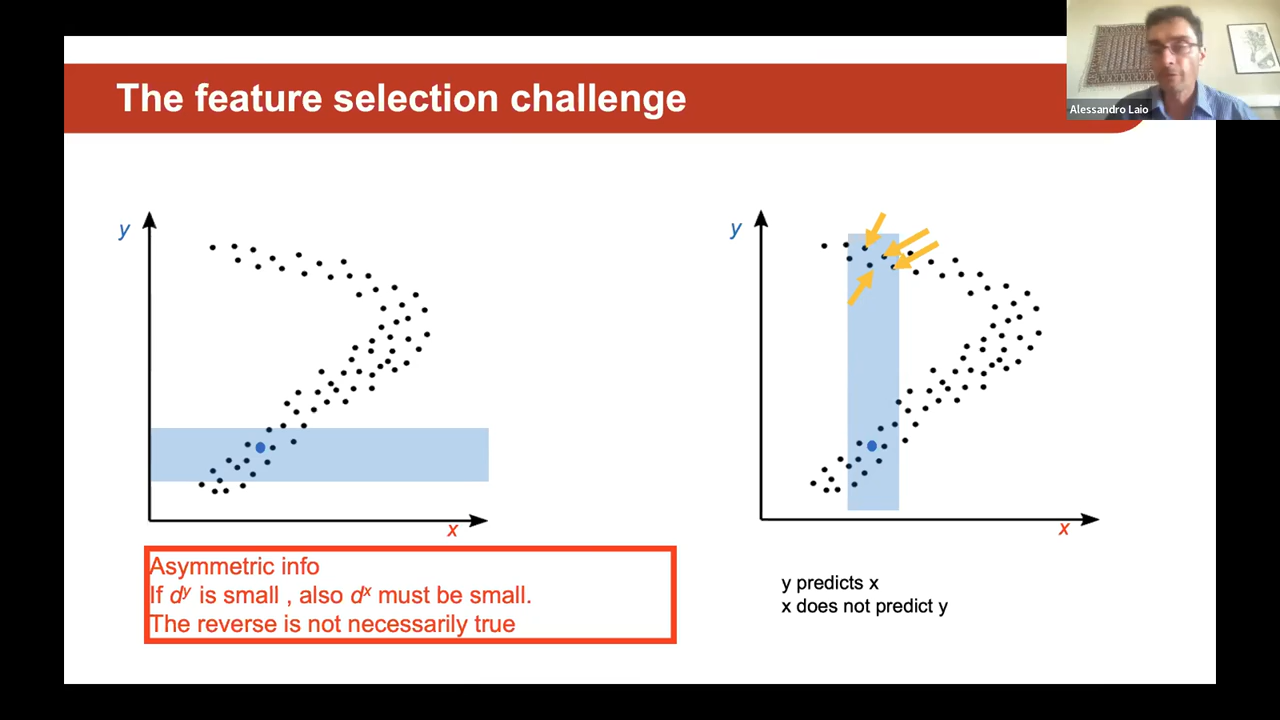 The feature selection challenge
Alessandro Laio
y
x
y
x
Asymmetric info
If dʸ is small , also dˣ must be small.
The reverse is not necessarily true
y predicts x
x does not predict y